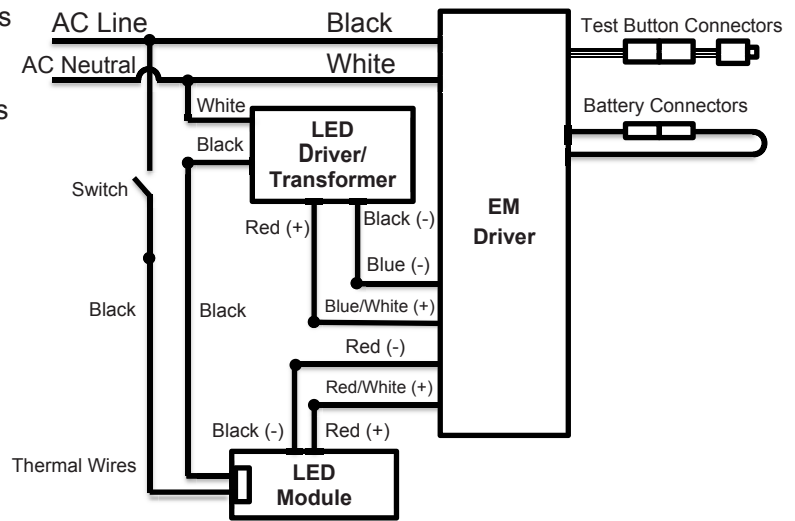 s
AC Line
Black
Test Button Connectors
AC Neutral
White
s
White
Battery Connectors
LED
Driver/
Transformer
Black
Switch
Red (+)
Black (-)
EM
Driver
Blue (-)
Black
Black
Blue/White (+)
Red (-)
Red/White (+)
Black (-)
Red (+)
Thermal Wires
LED
Module